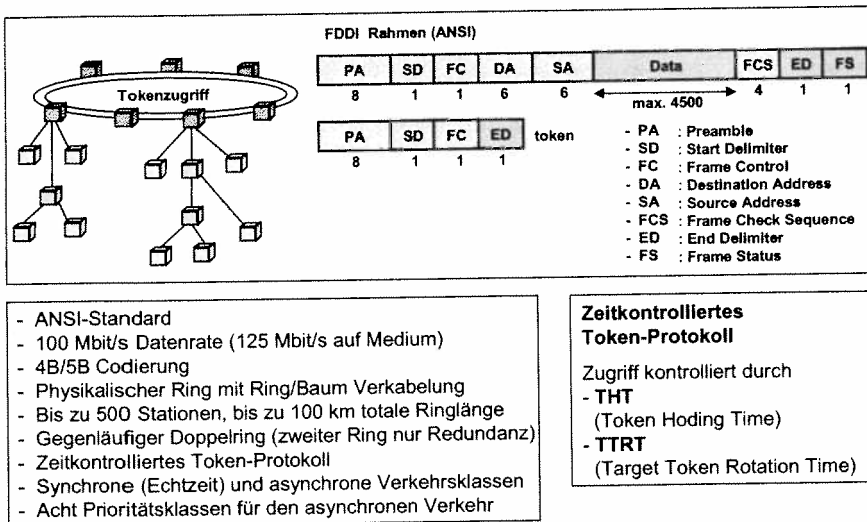 FDDI Rahmen (ANSI)
Tokenzugriff
PA SD FC DA SA Data FCS ED FS
8 1 1 6 6 max. 4500 4 1 1
PA SD FC ED token
8 1 1 1
- PA : Preamble
- SD : Start Delimiter
- FC : Frame Control
- DA : Destination Address
- SA : Source Address
- FCS : Frame Check Sequence
- ED : End Delimiter
- FS : Frame Status
- ANSI-Standard
- 100 Mbit/s Datenrate (125 Mbit/s auf Medium)
- 4B/5B Codierung
- Physikalischer Ring mit Ring/Baum Verkabelung
- Bis zu 500 Stationen, bis zu 100 km totale Ringlänge
- Gegenläufiger Doppelring (zweiter Ring nur Redundanz)
- Zeitkontrolliertes Token-Protokoll
- Synchrone (Echtzeit) und asynchrone Verkehrsklassen
- Acht Prioritätsklassen für den asynchronen Verkehr
Zeitkontrolliertes
Token-Protokoll
Zugriff kontrolliert durch
- THT
(Token Hoding Time)
- TTRT
(Target Token Rotation Time)